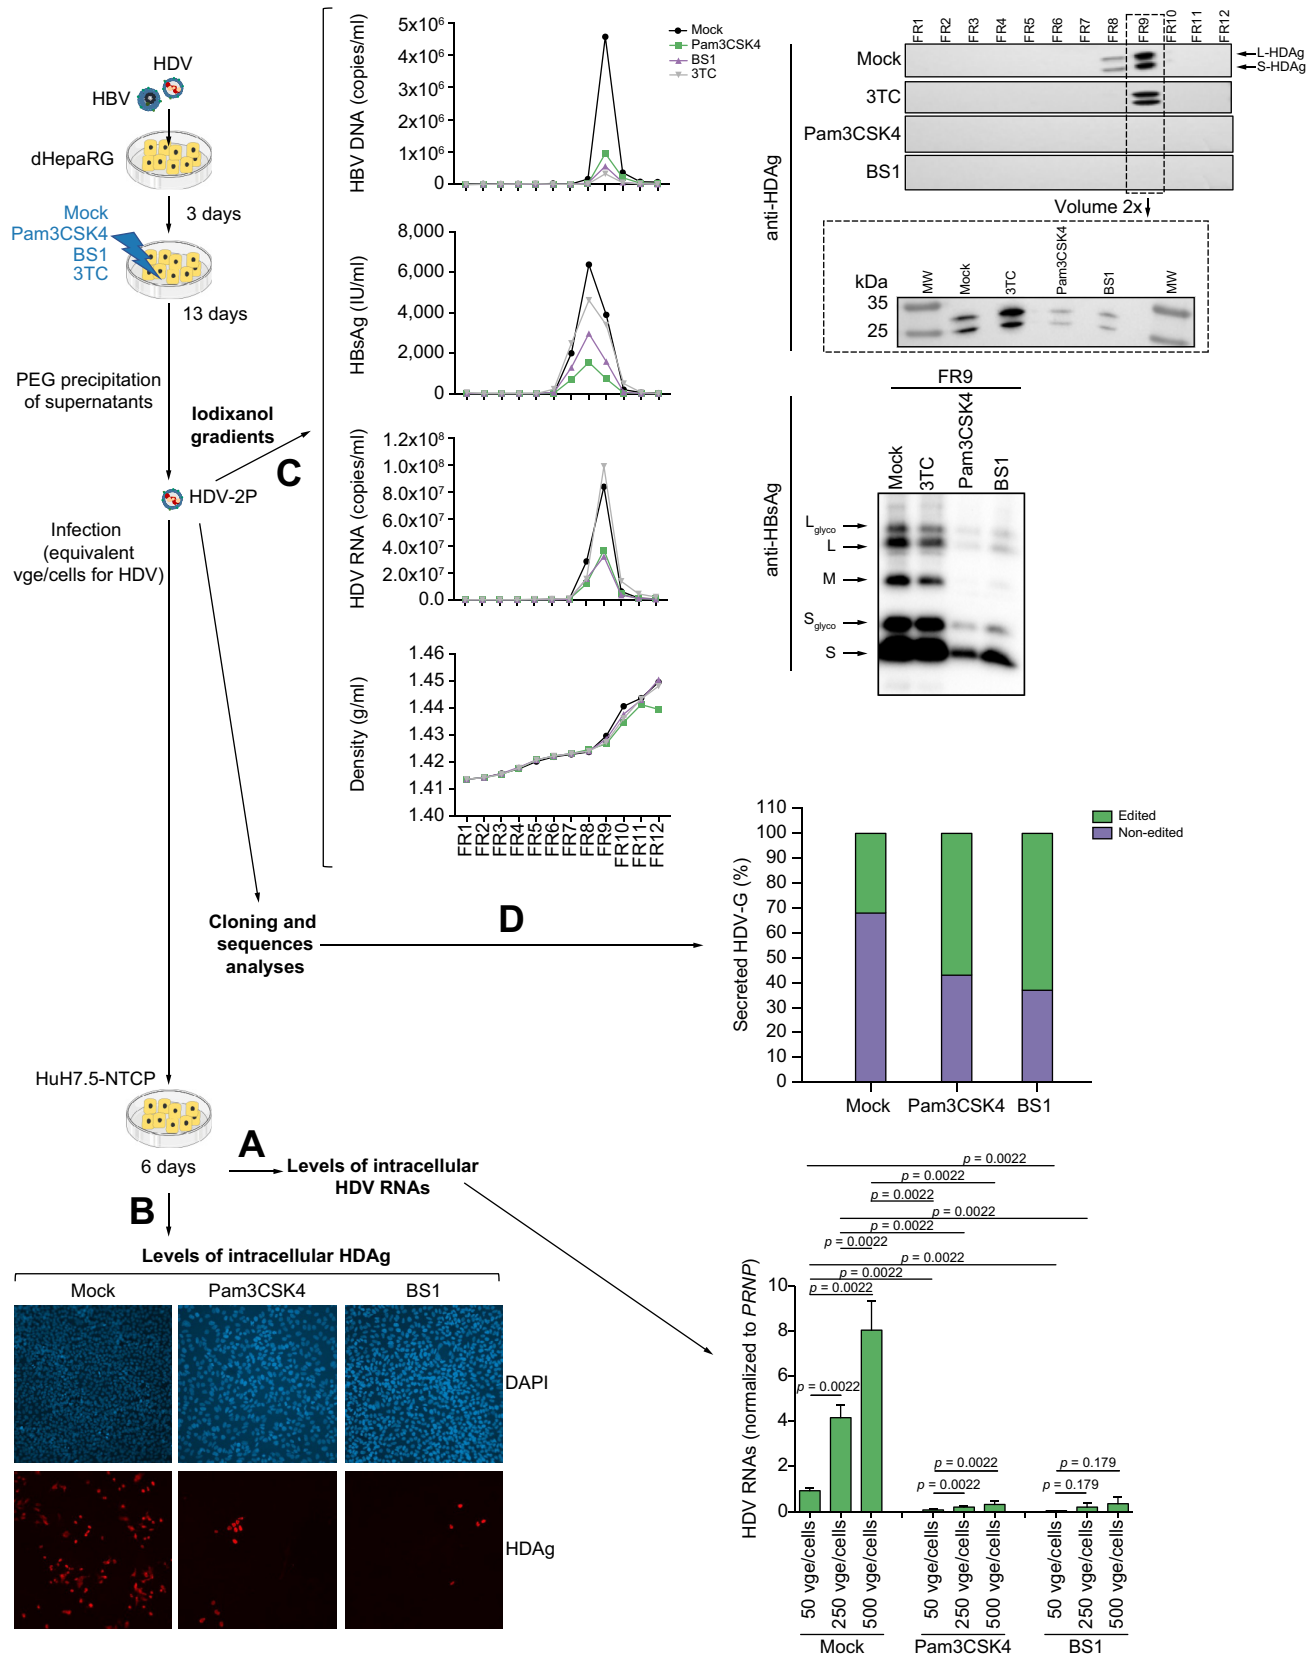 HDV
HBV
dHepaRG
3 days
Mock
Pam3CSK4
BS1
3TC
13 days
PEG precipitation
of supernatants
Iodixanol
gradients
C
HDV-2P
Infection
(equivalent
vge/cells for HDV)
Cloning and
sequences
analyses
D
HuH7.5-NTCP
6 days
A
Levels of intracellular
HDV RNAs
B
Levels of intracellular HDAg
Mock
Pam3CSK4
BS1
DAPI
HDAg
HBV DNA (copies/ml)
5x10⁶
4x10⁶
3x10⁶
2x10⁶
1x10⁶
0
Mock
Pam3CSK4
BS1
3TC
HBsAg (IU/ml)
8,000
6,000
4,000
2,000
0
HDV RNA (copies/ml)
1.2x10⁸
1.0x10⁸
8.0x10⁷
6.0x10⁷
4.0x10⁷
2.0x10⁷
0.0
Density (g/ml)
1.46
1.45
1.44
1.43
1.42
1.41
1.40
FR1
FR2
FR3
FR4
FR5
FR6
FR7
FR8
FR9
FR10
FR11
FR12
anti-HDAg
FR1
FR2
FR3
FR4
FR5
FR6
FR7
FR8
FR9
FR10
FR11
FR12
Mock
3TC
Pam3CSK4
BS1
L-HDAg
S-HDAg
Volume 2x
kDa
35
25
MW
Mock
3TC
Pam3CSK4
BS1
MW
anti-HBsAg
FR9
Mock
3TC
Pam3CSK4
BS1
Lglyco
L
M
Sglyco
S
Secreted HDV-G (%)
110
100
90
80
70
60
50
40
30
20
10
0
Edited
Non-edited
Mock
Pam3CSK4
BS1
p = 0.0022
p = 0.0022
p = 0.0022
p = 0.0022
p = 0.0022
p = 0.0022
p = 0.0022
p = 0.0022
p = 0.0022
HDV RNAs (normalized to PRNP)
10
8
6
4
2
0
p = 0.0022
p = 0.0022
p = 0.0022
p = 0.179
p = 0.179
50 vge/cells
250 vge/cells
500 vge/cells
50 vge/cells
250 vge/cells
500 vge/cells
50 vge/cells
250 vge/cells
500 vge/cells
Mock
Pam3CSK4
BS1